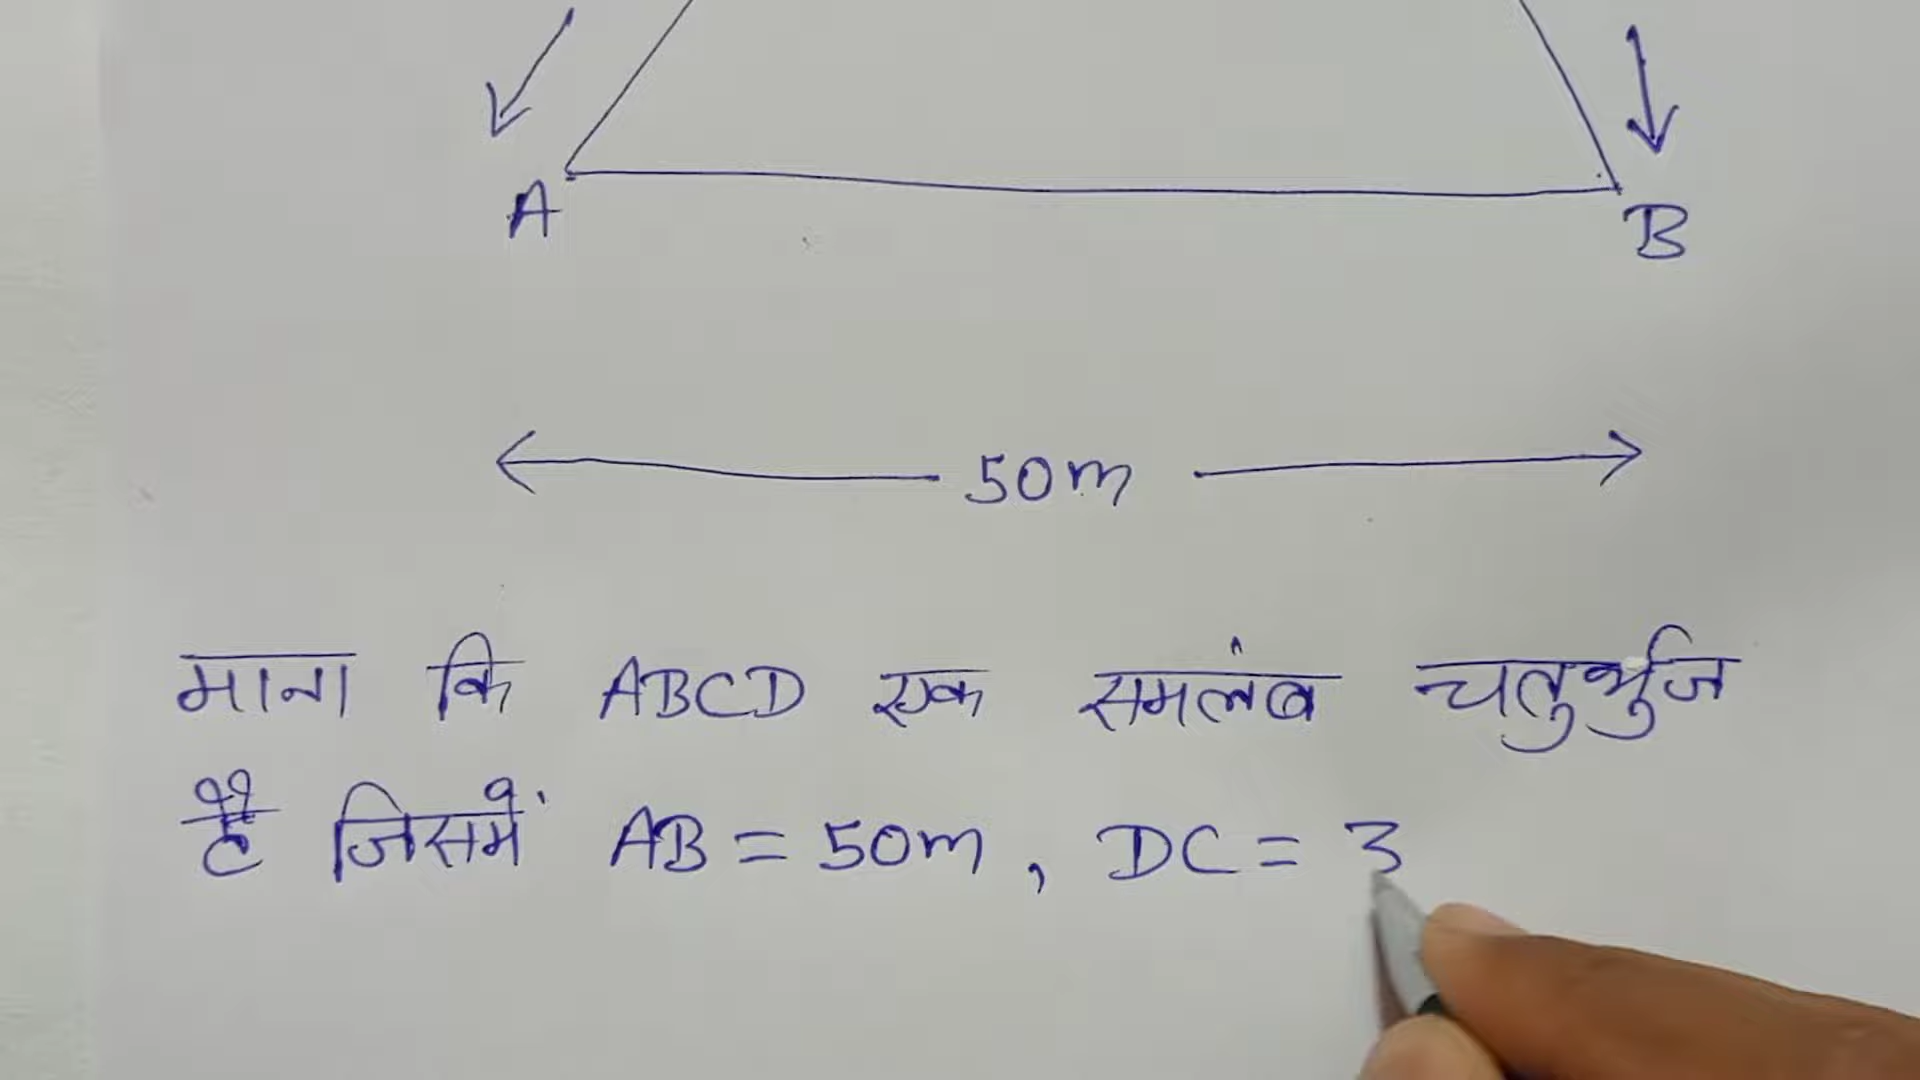 A
B
50m
माना कि ABCD एक समलंब चतुर्भुज
है जिसमें AB = 50m, DC = 3